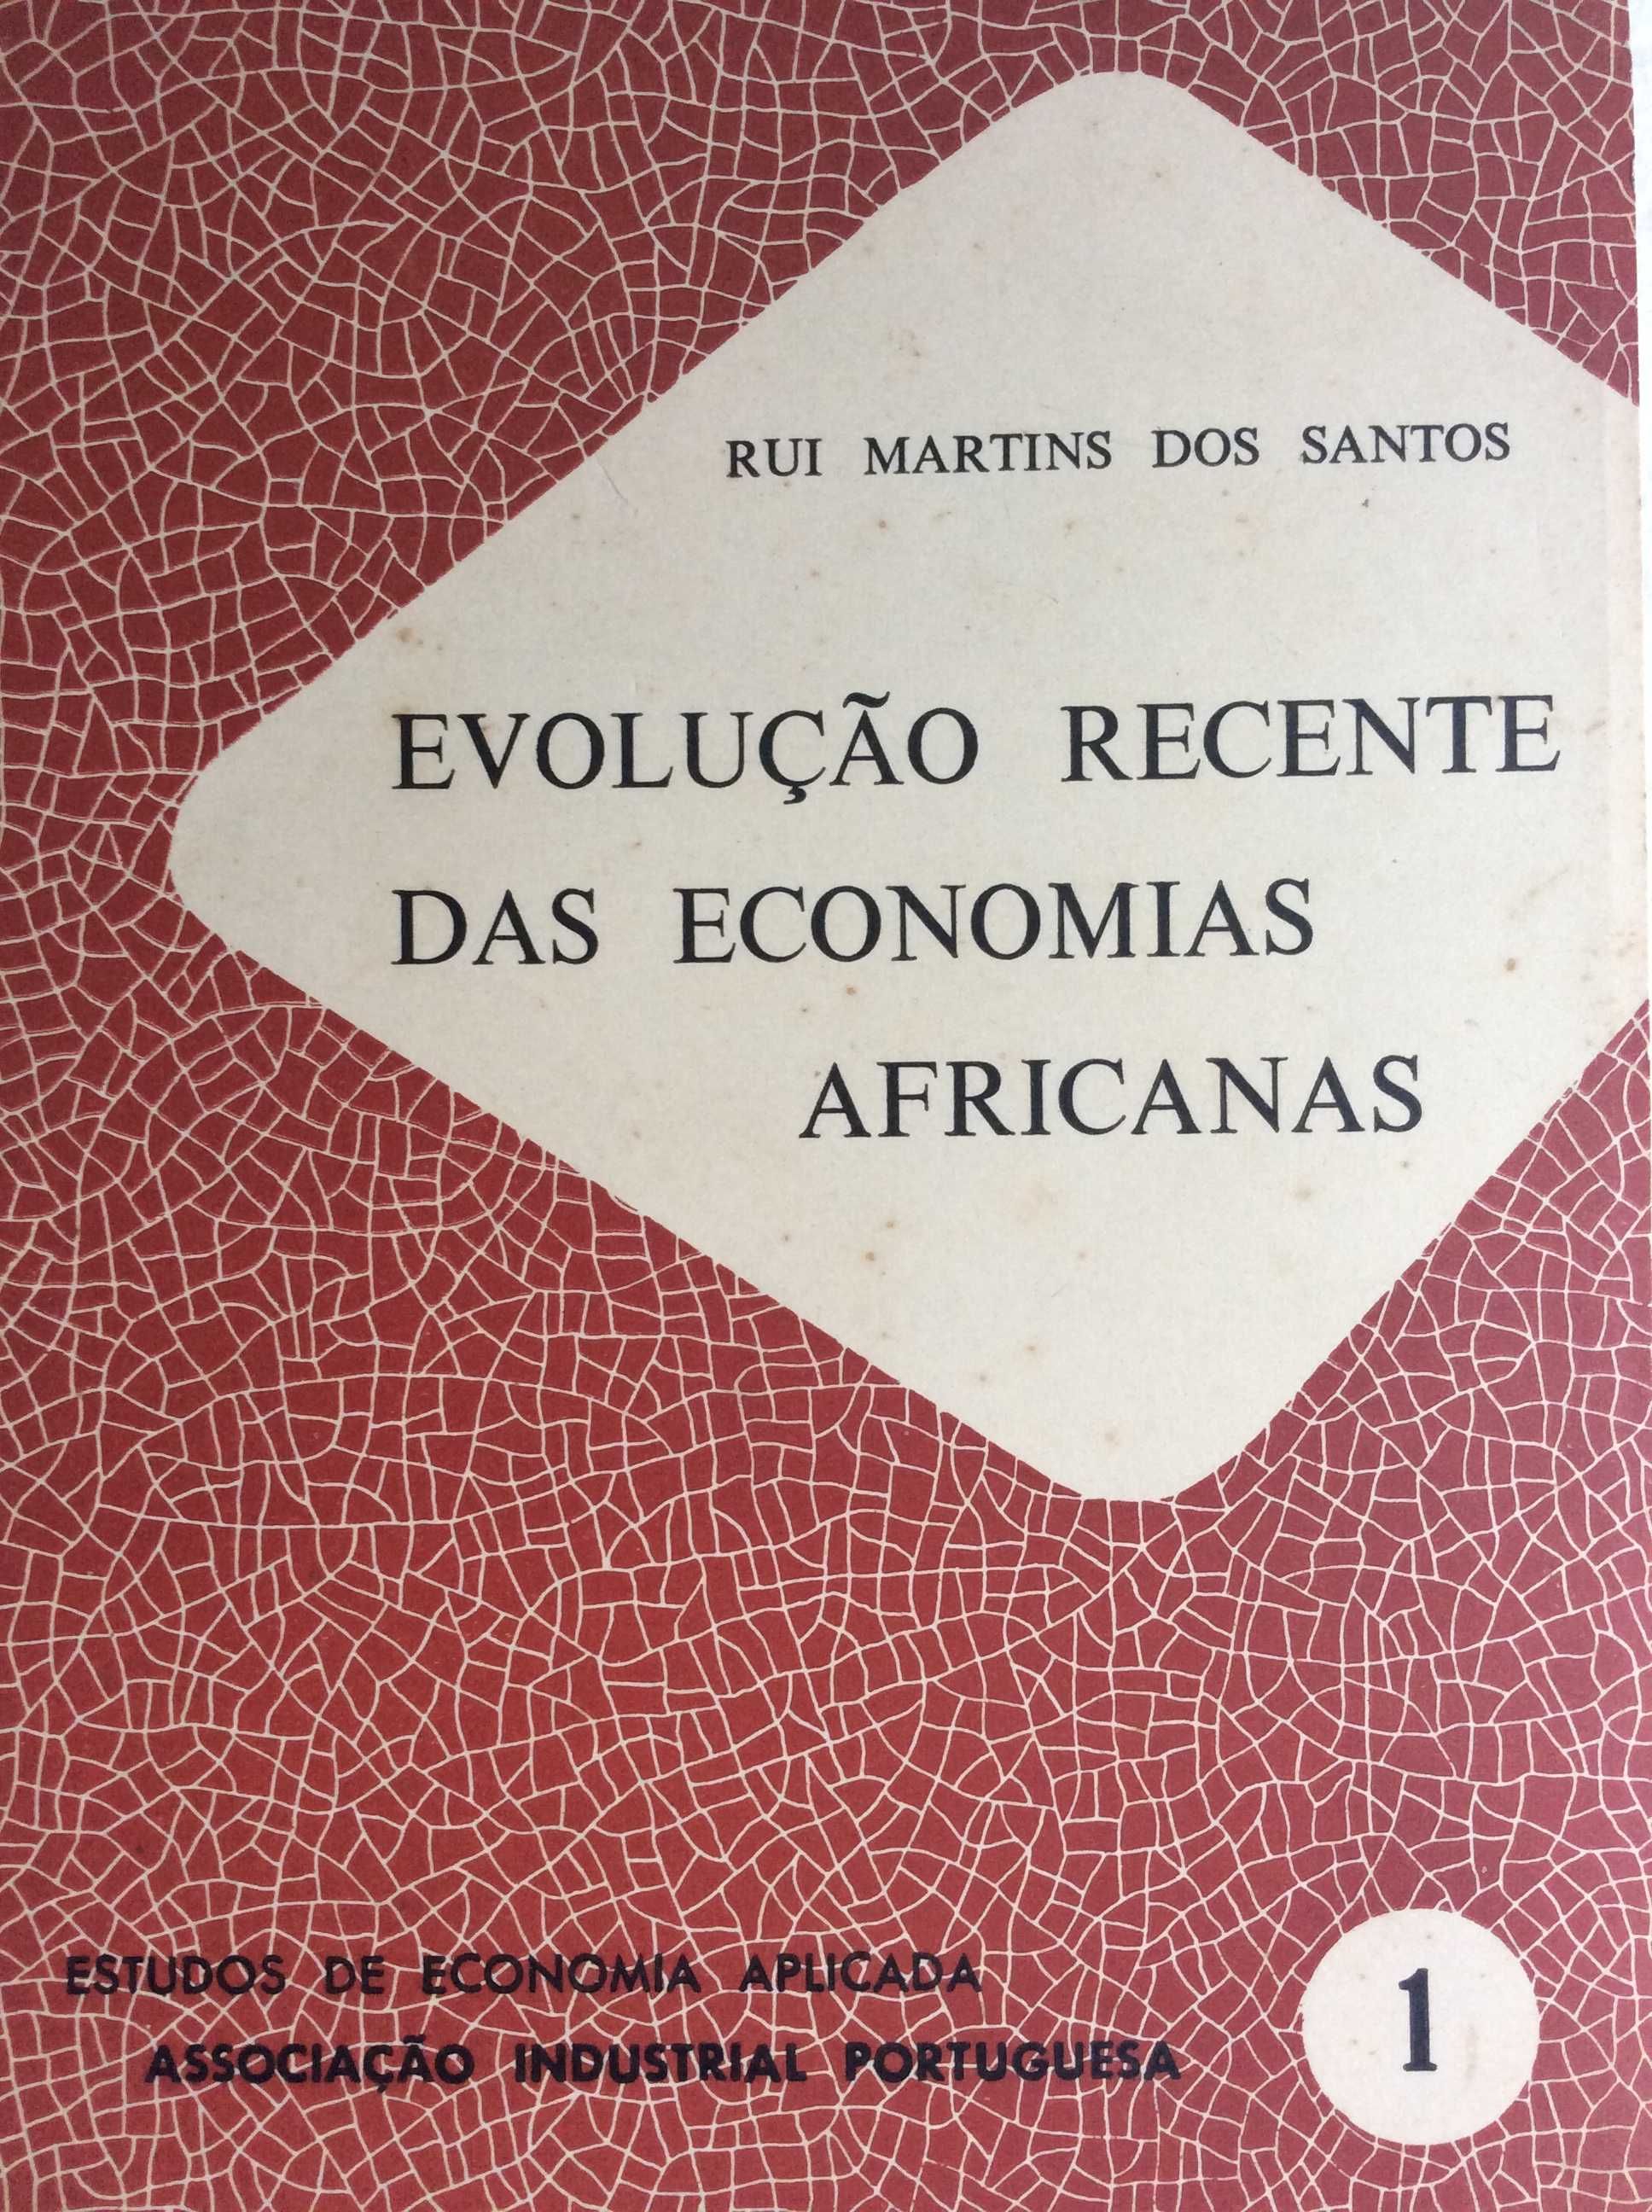 RUI MARTINS DOS SANTOS
EVOLUÇÃO RECENTE
DAS ECONOMIAS
AFRICANAS
ESTUDOS DE ECONOMIA APLICADA
ASSOCIAÇÃO INDUSTRIAL PORTUGUESA
1